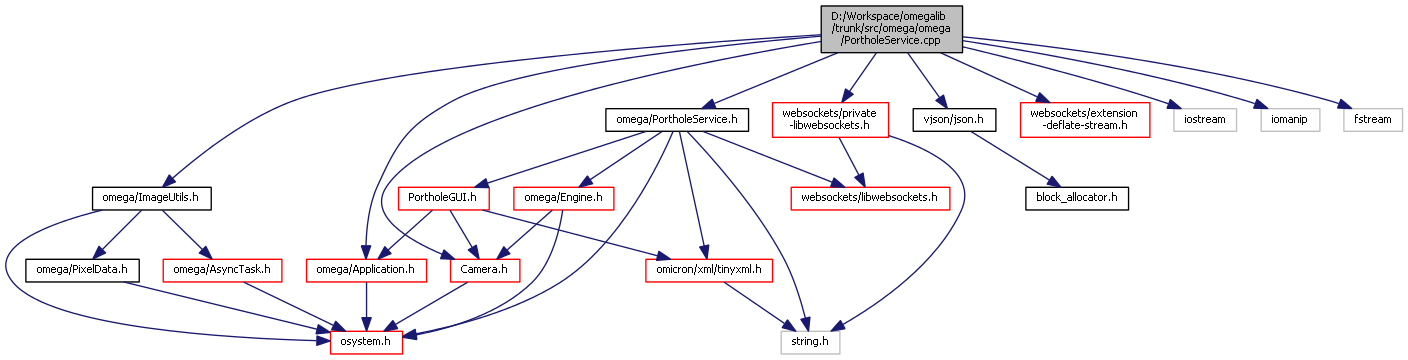 D:/Workspace/omegalib
/trunk/src/omega/omega
/PortholeService.cpp
omega/PortholeService.h
websockets/private
-libwebsockets.h
vjson/json.h
websockets/extension
-deflate-stream.h
iostream
iomanip
fstream
omega/ImageUtils.h
PortholeGUI.h
omega/Engine.h
websockets/libwebsockets.h
block_allocator.h
omega/PixelData.h
omega/AsyncTask.h
omega/Application.h
Camera.h
omicron/xml/tinyxml.h
osystem.h
string.h